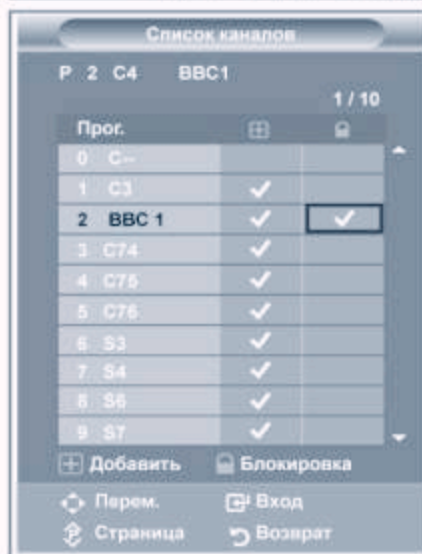 Список каналов
P 2 C4 BBC1
1 / 10
Прог.
0 C--
1 C3
2 BBC 1
3 C74
4 C75
5 C76
6 S3
7 S4
8 S6
9 S7
Добавить Блокировка
Перем. Вход
Страница Возврат